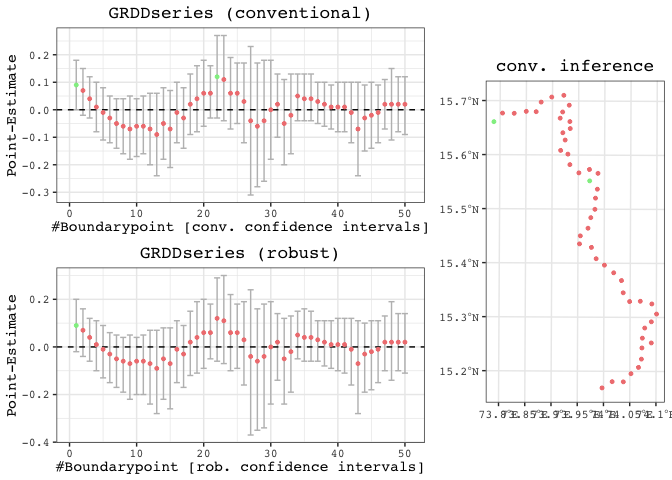 GRDDseries (conventional)
Point-Estimate
0.2
0.1
0.0
-0.1
-0.2
-0.3
0 10 20 30 40 50
#Boundarypoint [conv. confidence intervals]
GRDDseries (robust)
Point-Estimate
0.2
0.0
-0.2
-0.4
0 10 20 30 40 50
#Boundarypoint [rob. confidence intervals]
conv. inference
15.7°N
15.6°N
15.5°N
15.4°N
15.3°N
15.2°N